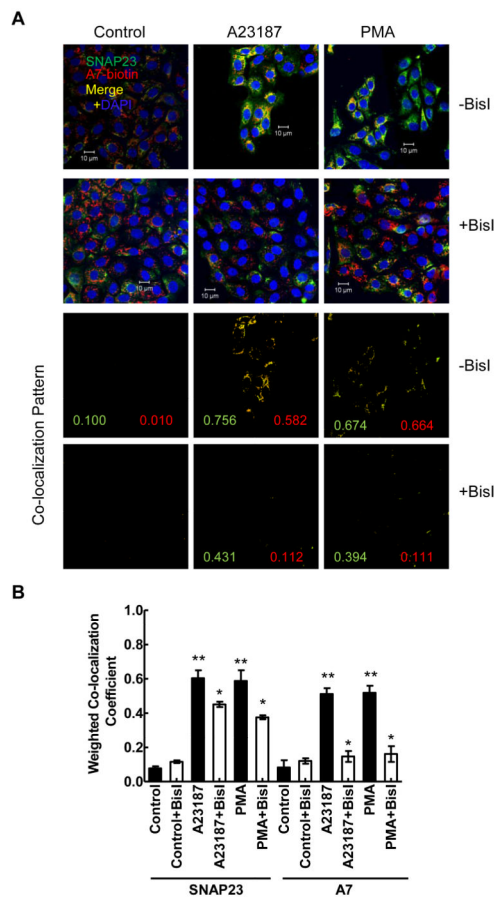 A
Control A23187 PMA
SNAP23
A7-biotin
Merge
+DAPI
10 µm 10 µm 10 µm
-BisI
10 µm 10 µm 10 µm
+BisI
Co-localization Pattern
0.100 0.010 0.756 0.582 0.674 0.664
-BisI
0.431 0.112 0.394 0.111
+BisI
B
Weighted Co-localization
Coefficient
1.0
0.8
0.6
0.4
0.2
0.0
** * ** * ** * ** *
Control Control+BisI A23187 A23187+BisI PMA PMA+BisI Control Control+BisI A23187 A23187+BisI PMA PMA+BisI
SNAP23 A7